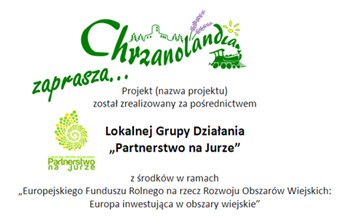 Chrzanolandia
zaprasza...
Projekt (nazwa projektu)
został zrealizowany za pośrednictwem
Lokalnej Grupy Działania
„Partnerstwo na Jurze”
Partnerstwo
na Jurze
z środków w ramach
„Europejskiego Funduszu Rolnego na rzecz Rozwoju Obszarów Wiejskich:
Europa inwestująca w obszary wiejskie”